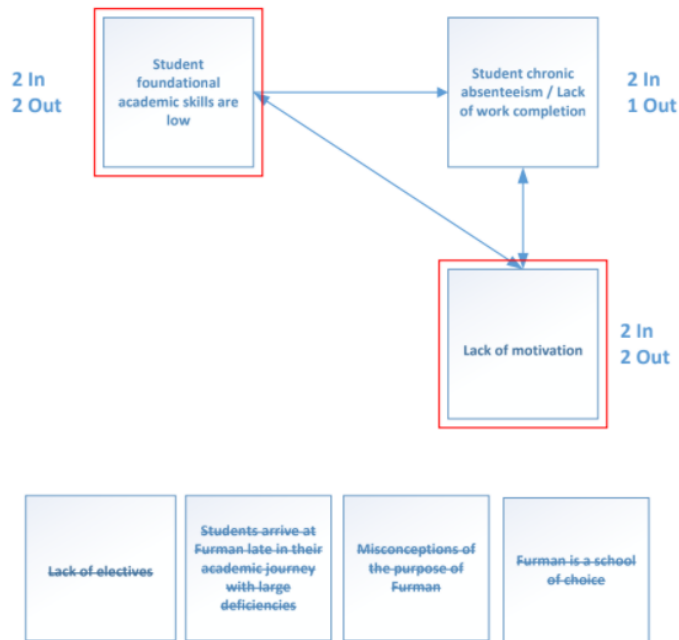 Student
foundational
academic skills are
low
2 In
2 Out
Student chronic
absenteeism / Lack
of work completion
2 In
1 Out
Lack of motivation
2 In
2 Out
Lack of electives
Students arrive at
Furman late in their
academic journey
with large
deficiencies
Misconceptions of
the purpose of
Furman
Furman is a school
of choice